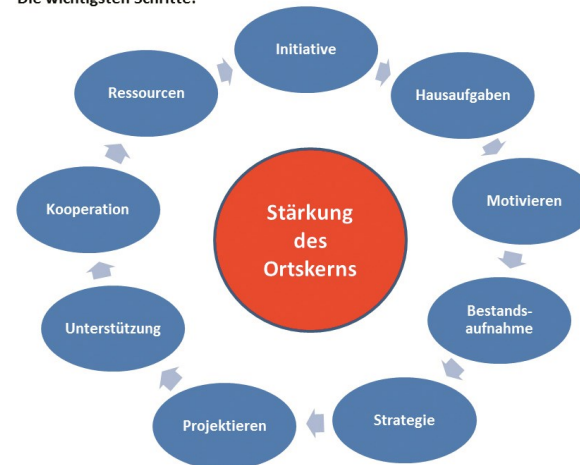 Die wichtigsten Schritte:
Initiative
Hausaufgaben
Motivieren
Bestands-
aufnahme
Strategie
Projektieren
Unterstützung
Kooperation
Ressourcen
Stärkung
des
Ortskerns